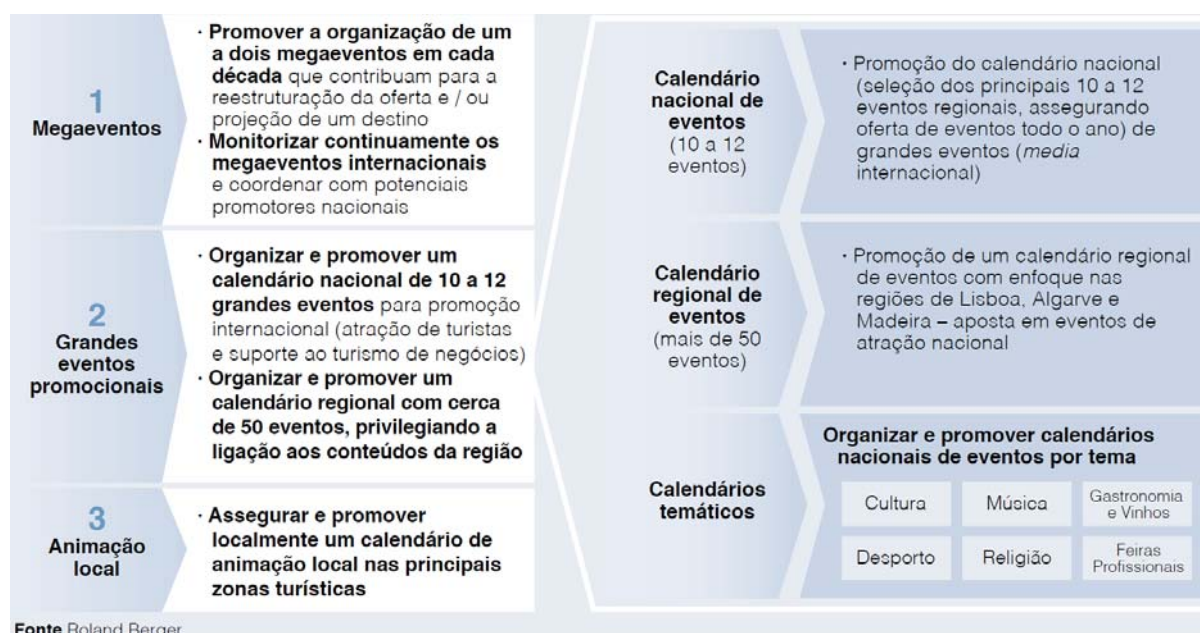 1
Megaeventos
· Promover a organização de um
a dois megaeventos em cada
década que contribuam para a
reestruturação da oferta e / ou
projeção de um destino
· Monitorizar continuamente os
megaeventos internacionais
e coordenar com potenciais
promotores nacionais
2
Grandes
eventos
promocionais
· Organizar e promover um
calendário nacional de 10 a 12
grandes eventos para promoção
internacional (atração de turistas
e suporte ao turismo de negócios)
· Organizar e promover um
calendário regional com cerca
de 50 eventos, privilegiando a
ligação aos conteúdos da região
3
Animação
local
· Assegurar e promover
localmente um calendário de
animação local nas principais
zonas turísticas
Calendário
nacional de
eventos
(10 a 12
eventos)
· Promoção do calendário nacional
(seleção dos principais 10 a 12
eventos regionais, assegurando
oferta de eventos todo o ano) de
grandes eventos (media
internacional)
Calendário
regional de
eventos
(mais de 50
eventos)
· Promoção de um calendário regional
de eventos com enfoque nas
regiões de Lisboa, Algarve e
Madeira – aposta em eventos de
atração nacional
Calendários
temáticos
Organizar e promover calendários
nacionais de eventos por tema
Cultura
Música
Gastronomia
e Vinhos
Desporto
Religião
Feiras
Profissionais
Fonte Roland Berger